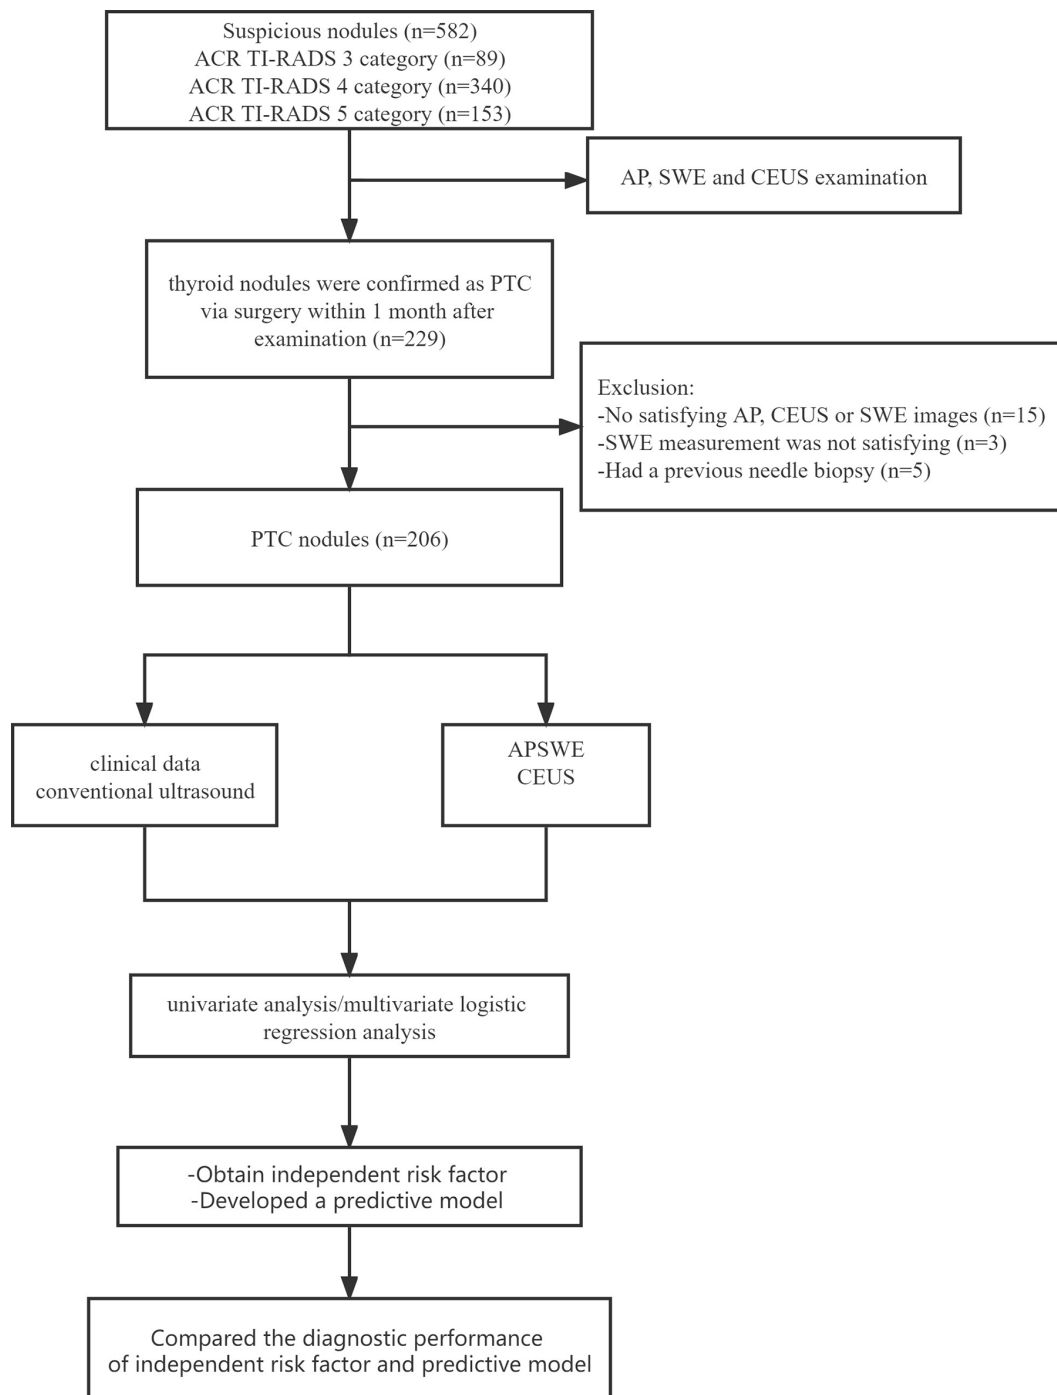 Suspicious nodules (n=582)
ACR TI-RADS 3 category (n=89)
ACR TI-RADS 4 category (n=340)
ACR TI-RADS 5 category (n=153)
AP, SWE and CEUS examination
thyroid nodules were confirmed as PTC
via surgery within 1 month after
examination (n=229)
Exclusion:
-No satisfying AP, CEUS or SWE images (n=15)
-SWE measurement was not satisfying (n=3)
-Had a previous needle biopsy (n=5)
PTC nodules (n=206)
clinical data
conventional ultrasound
APSWE
CEUS
univariate analysis/multivariate logistic
regression analysis
-Obtain independent risk factor
-Developed a predictive model
Compared the diagnostic performance
of independent risk factor and predictive model